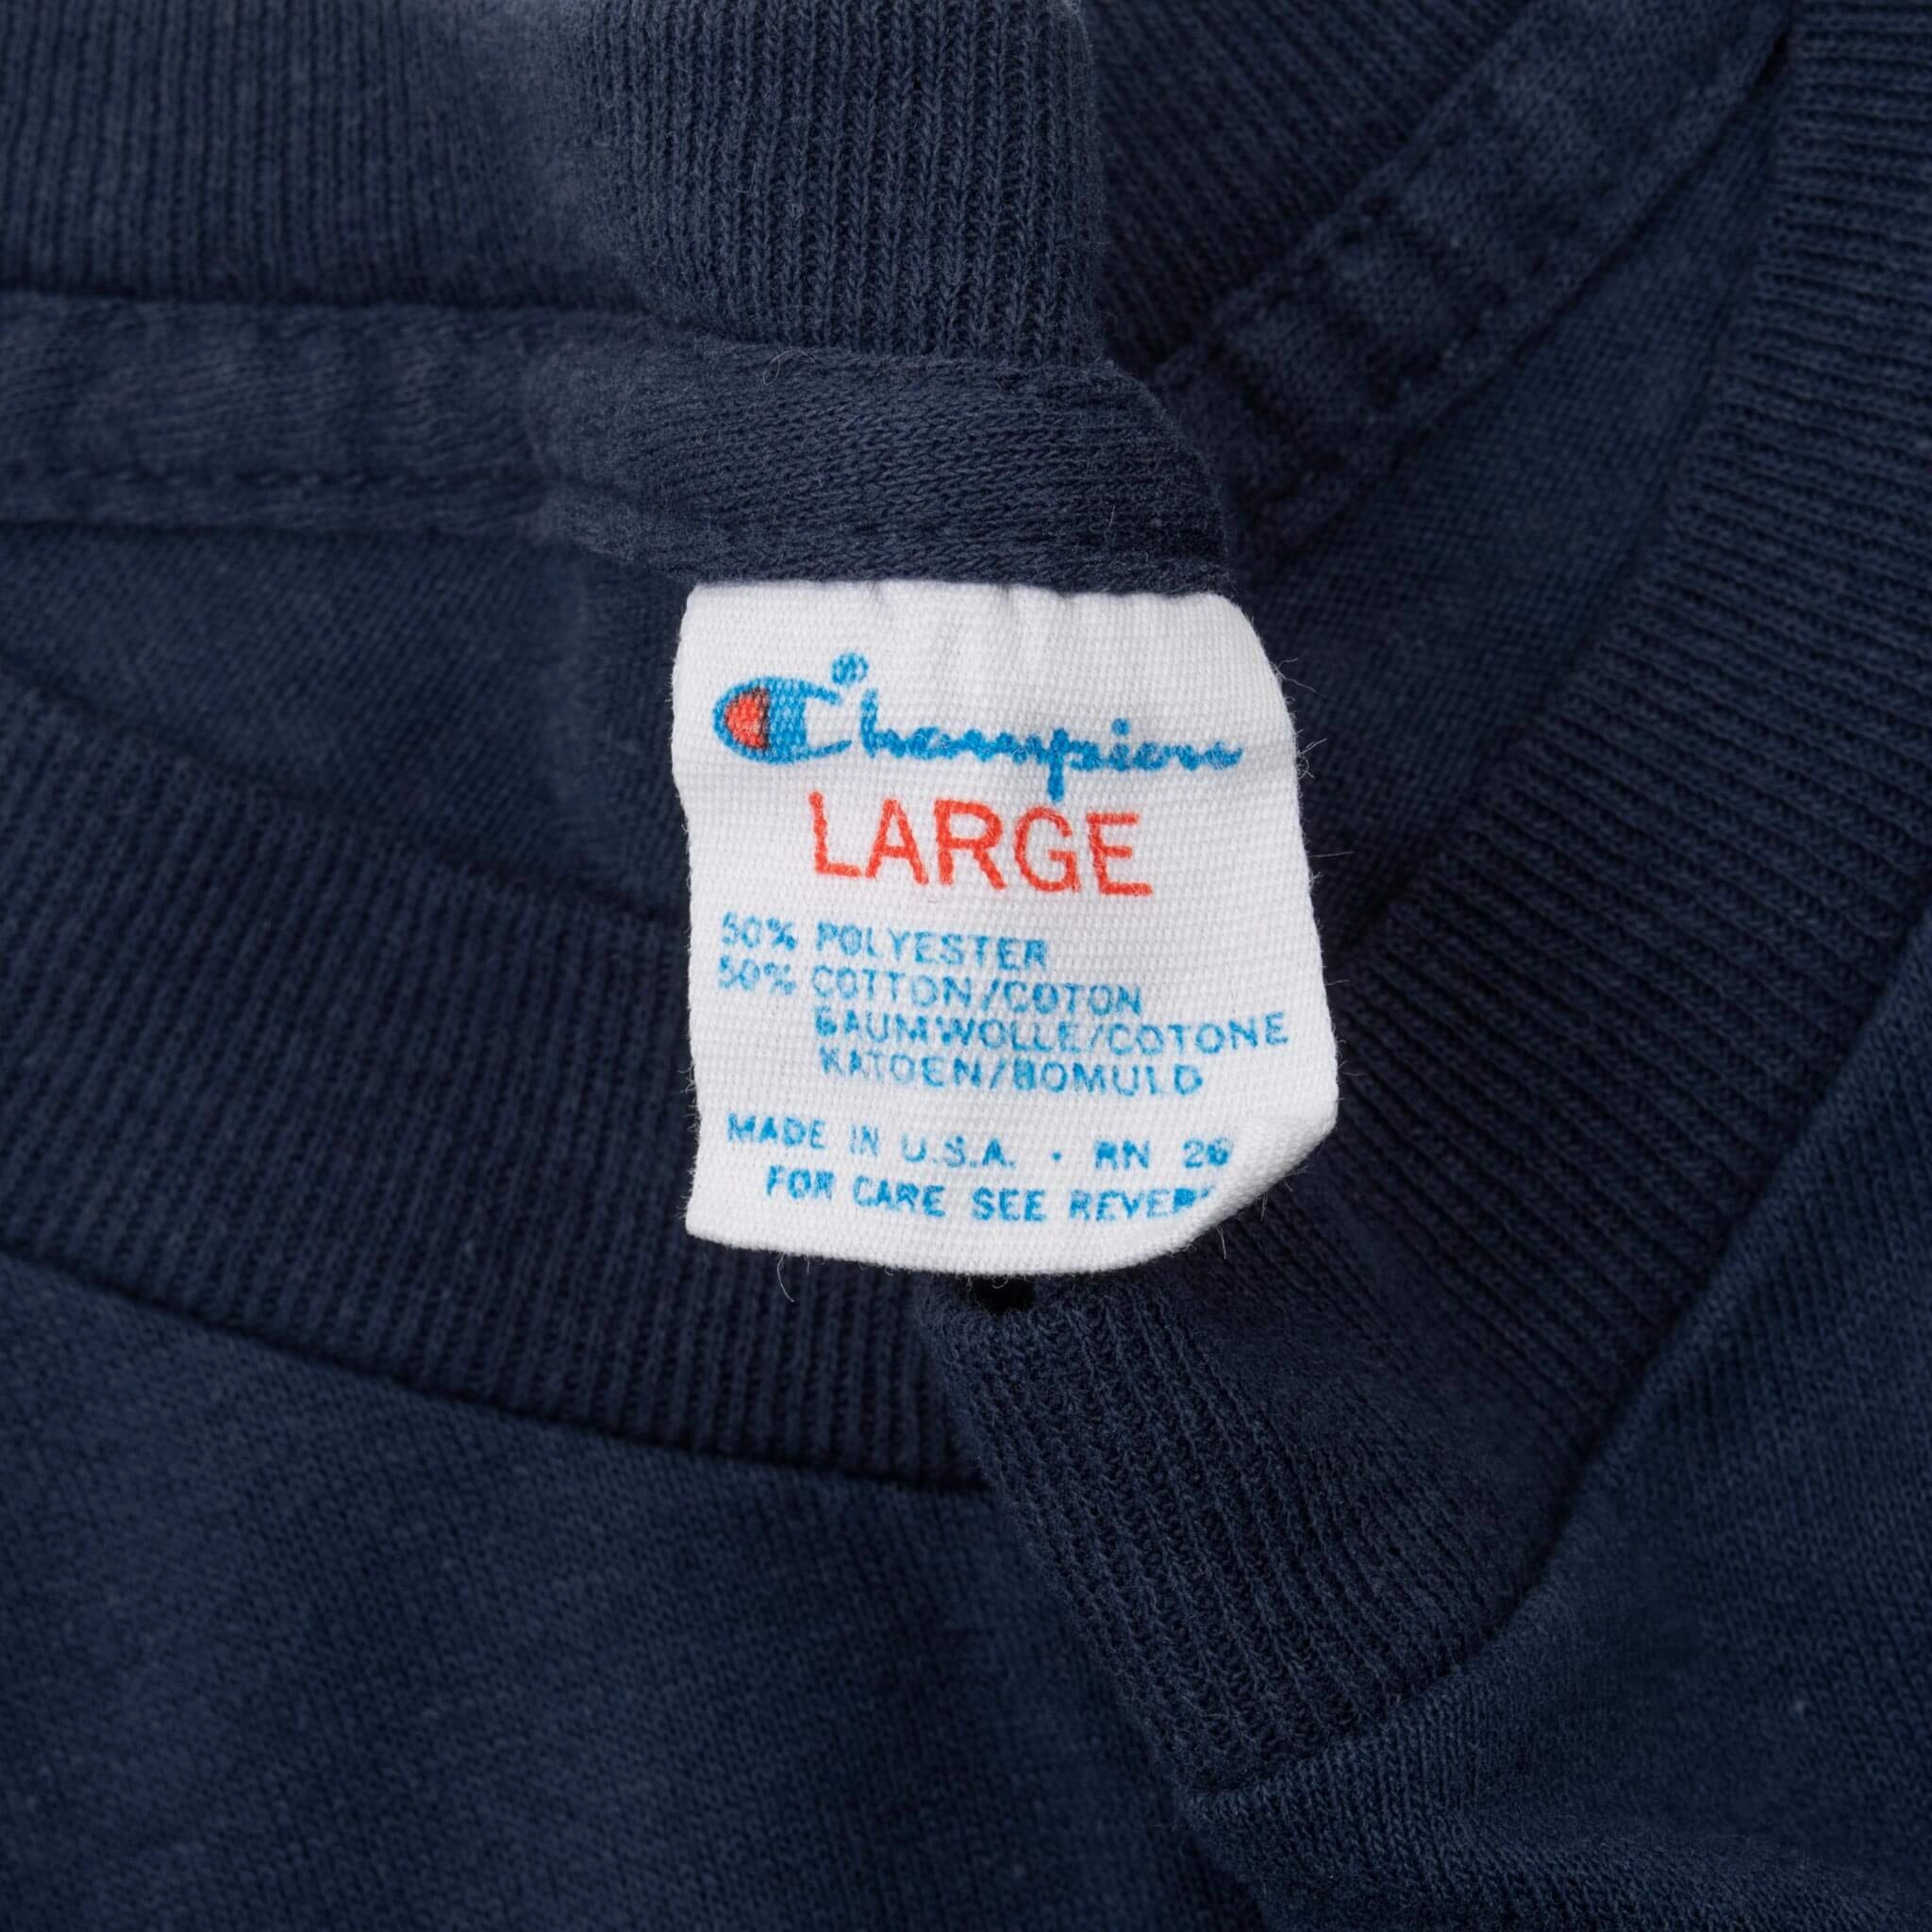 Champion®
LARGE
50% POLYESTER
50% COTTON/COTON
BAUMWOLLE/COTONE
KATOEN/BOMULD
MADE IN U.S.A. · RN 26
FOR CARE SEE REVER